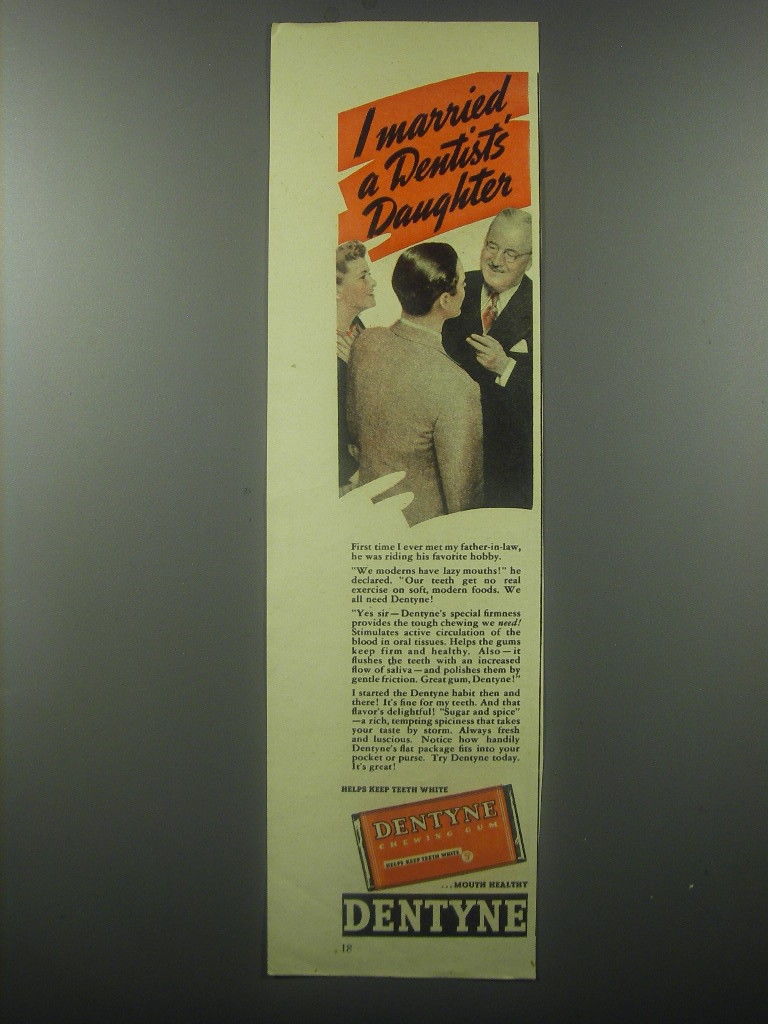 I married
a Dentist's
Daughter
First time I ever met my father-in-law,
he was riding his favorite hobby.
"We moderns have lazy mouths!" he
declared. "Our teeth get no real
exercise on soft, modern foods. We
all need Dentyne!
"Yes sir—Dentyne's special firmness
provides the tough chewing we need!
Stimulates active circulation of the
blood in oral tissues. Helps the gums
keep firm and healthy. Also—it
flushes the teeth with an increased
flow of saliva—and polishes them by
gentle friction. Great gum, Dentyne!"
I started the Dentyne habit then and
there! It's fine for my teeth. And that
flavor's delightful! "Sugar and spice"
—a rich, tempting spiciness that takes
your taste by storm. Always fresh
and luscious. Notice how handily
Dentyne's flat package fits into your
pocket or purse. Try Dentyne today.
It's great!
HELPS KEEP TEETH WHITE
DENTYNE
CHEWING GUM
HELPS KEEP TEETH WHITE
...MOUTH HEALTHY
DENTYNE
18